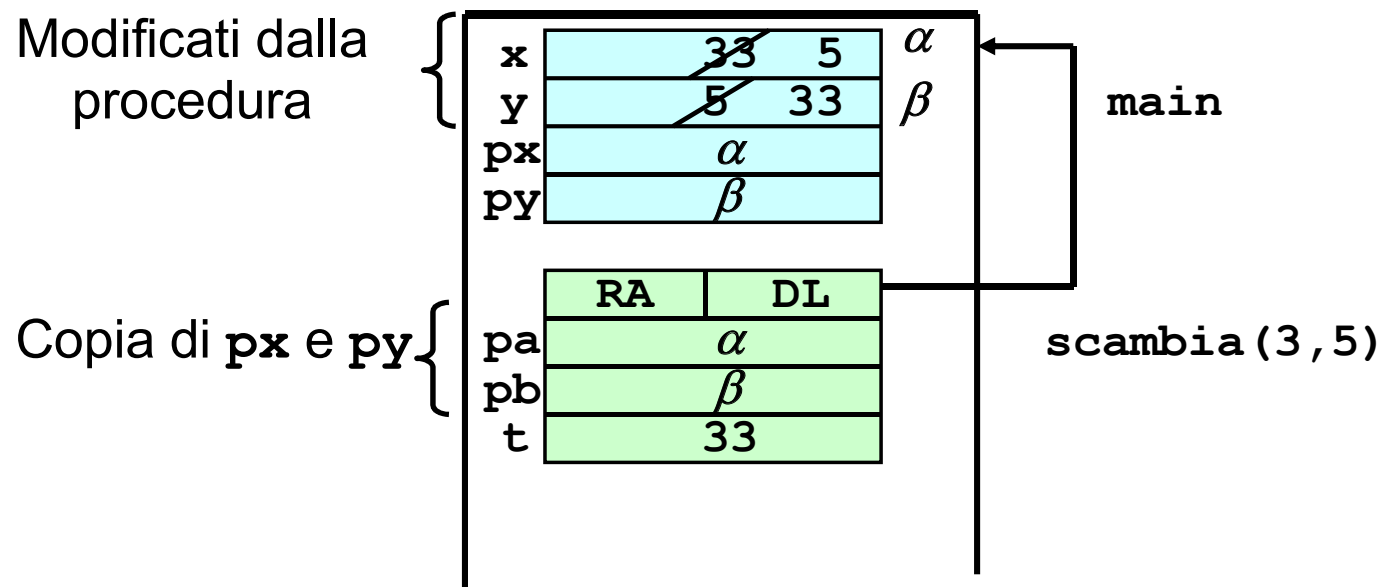 Modificati dalla
procedura
x 33 5 α
y 5 33 β
px α
py β
main
RA DL
Copia di px e py
pa α
pb β
t 33
scambia(3,5)